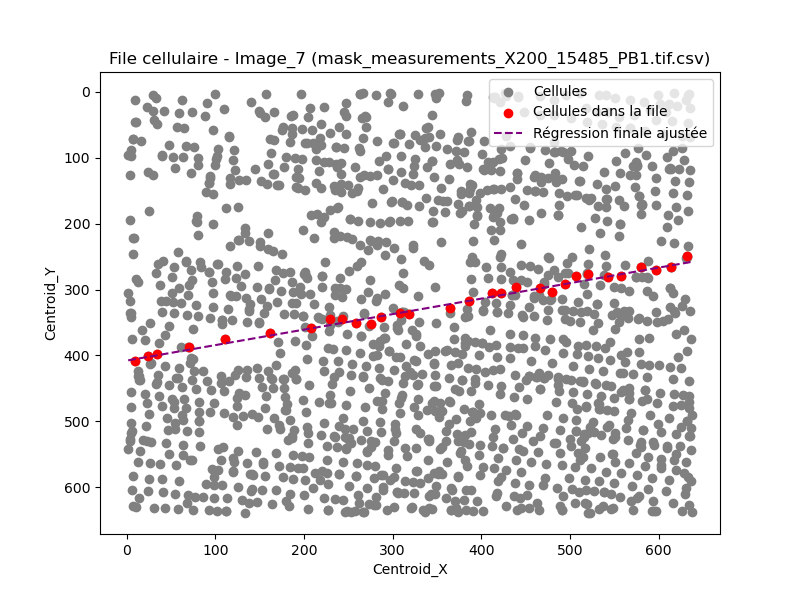 File cellulaire - Image_7 (mask_measurements_X200_15485_PB1.tif.csv)
Cellules
Cellules dans la file
Régression finale ajustée
Centroid_Y
0
100
200
300
400
500
600
0 100 200 300 400 500 600
Centroid_X